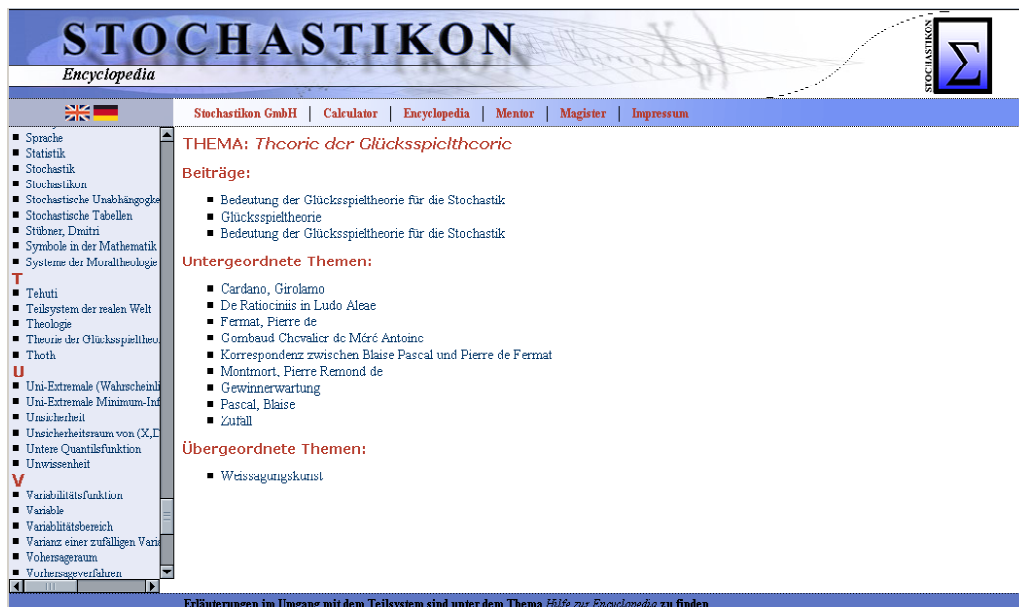 STOCHASTIKON
Encyclopedia
STOCHASTIKON
Σ
Stochastikon GmbH | Calculator | Encyclopedia | Mentor | Magister | Impressum
Sprache
Statistik
Stochastik
Stochastikon
Stochastische Unabhängogke
Stochastische Tabellen
Stübner, Dmitri
Symbole in der Mathematik
Systeme der Moraltheologie
T
Tehuti
Teilsystem der realen Welt
Theologie
Theorie der Glücksspieltheo
Thoth
U
Uni-Extremale (Wahrscheinli
Uni-Extremale Minimum-Inf
Unsicherheit
Unsicherheitsraum von (X,D
Untere Quantilsfunktion
Unwissenheit
V
Variabilitätsfunktion
Variable
Variablitätsbereich
Varianz einer zufälligen Varia
Vohersageraum
Vorhersageverfahren
THEMA: Theorie der Glücksspieltheorie
Beiträge:
Bedeutung der Glücksspieltheorie für die Stochastik
Glücksspieltheorie
Bedeutung der Glücksspieltheorie für die Stochastik
Untergeordnete Themen:
Cardano, Girolamo
De Ratiociniis in Ludo Aleae
Fermat, Pierre de
Gombaud Chevalier de Méré Antoine
Korrespondenz zwischen Blaise Pascal und Pierre de Fermat
Montmort, Pierre Remond de
Gewinnerwartung
Pascal, Blaise
Zufall
Übergeordnete Themen:
Weissagungskunst
Erläuterungen im Umgang mit dem Teilsystem sind unter dem Thema Hilfe zur Encyclopedia zu finden